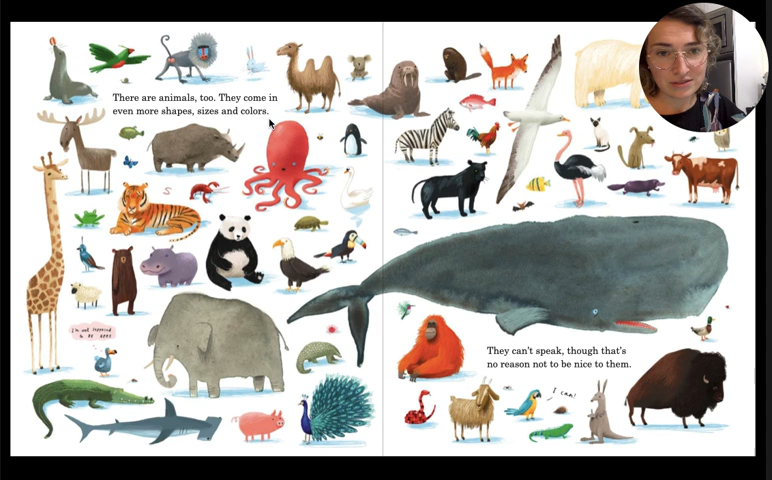 There are animals, too. They come in
even more shapes, sizes and colors.
I'm not supposed
to be here
They can't speak, though that's
no reason not to be nice to them.
I can!